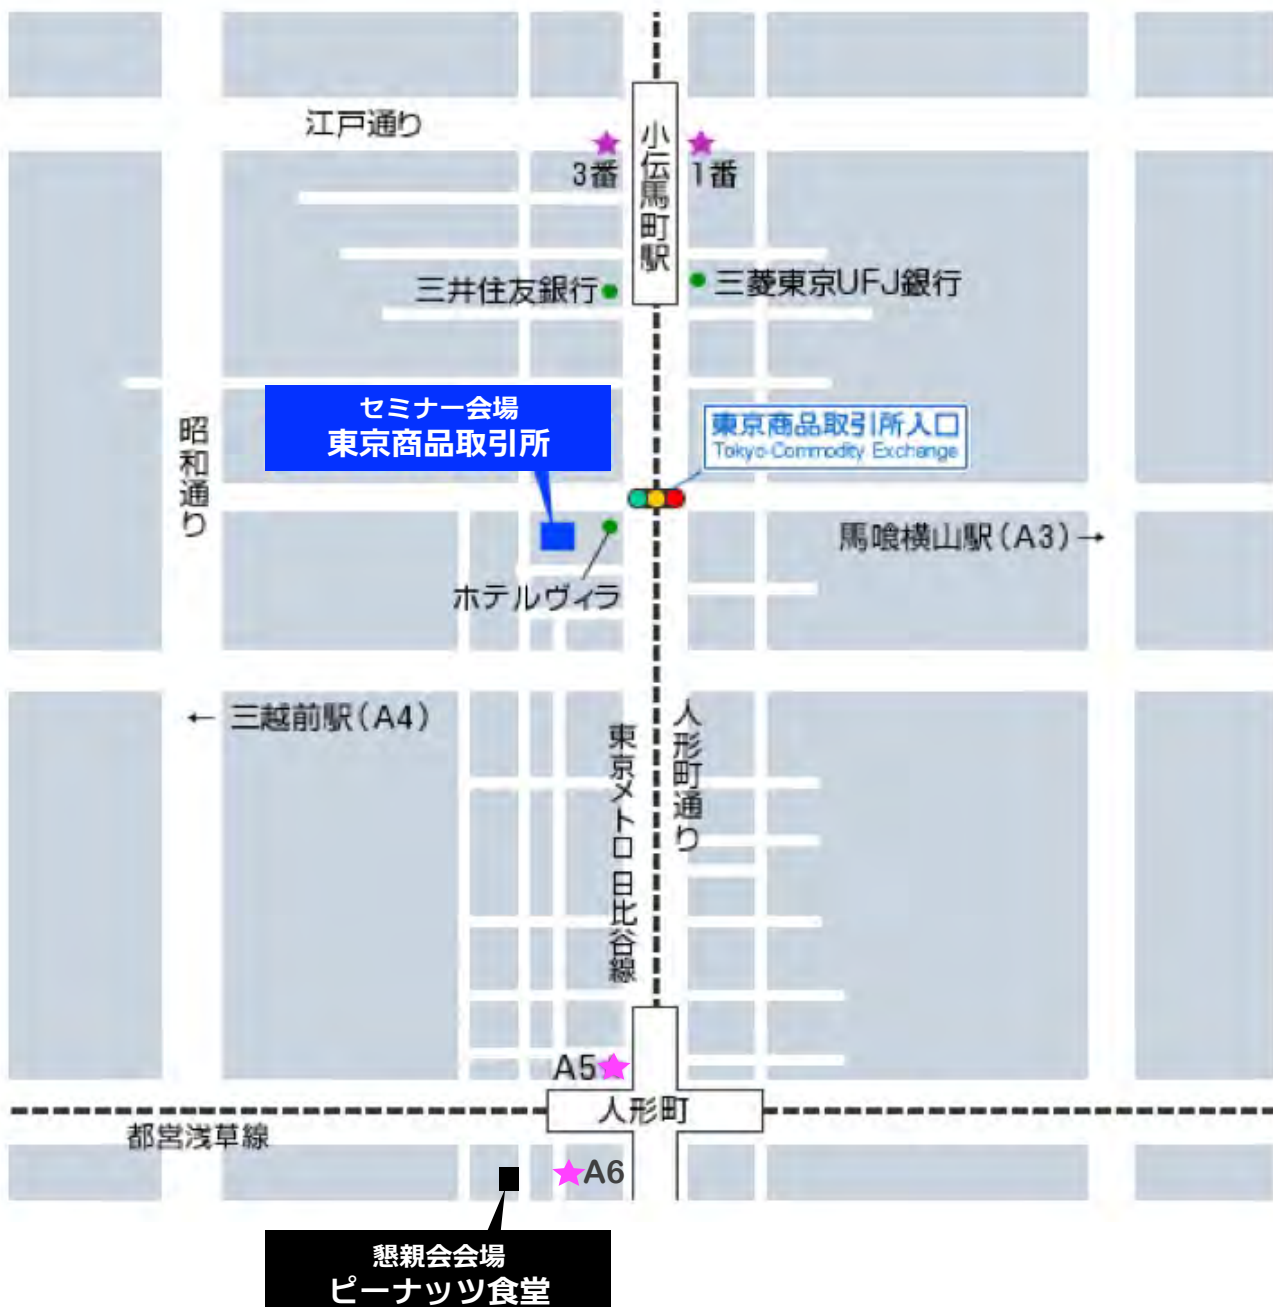 江戸通り
小伝馬町駅
3番
1番
三井住友銀行
三菱東京UFJ銀行
セミナー会場
東京商品取引所
東京商品取引所入口
Tokyo Commodity Exchange
昭和通り
馬喰横山駅(A3)→
ホテルヴィラ
← 三越前駅(A4)
人形町通り
東京メトロ 日比谷線
A5
人形町
都営浅草線
A6
懇親会会場
ピーナッツ食堂